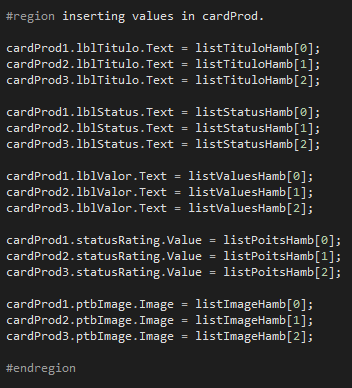 #region inserting values in cardProd.
cardProd1.lblTitulo.Text = listTituloHamb[0];
cardProd2.lblTitulo.Text = listTituloHamb[1];
cardProd3.lblTitulo.Text = listTituloHamb[2];
cardProd1.lblStatus.Text = listStatusHamb[0];
cardProd2.lblStatus.Text = listStatusHamb[1];
cardProd3.lblStatus.Text = listStatusHamb[2];
cardProd1.lblValor.Text = listValuesHamb[0];
cardProd2.lblValor.Text = listValuesHamb[1];
cardProd3.lblValor.Text = listValuesHamb[2];
cardProd1.statusRating.Value = listPoitsHamb[0];
cardProd2.statusRating.Value = listPoitsHamb[1];
cardProd3.statusRating.Value = listPoitsHamb[2];
cardProd1.ptbImage.Image = listImageHamb[0];
cardProd2.ptbImage.Image = listImageHamb[1];
cardProd3.ptbImage.Image = listImageHamb[2];
#endregion